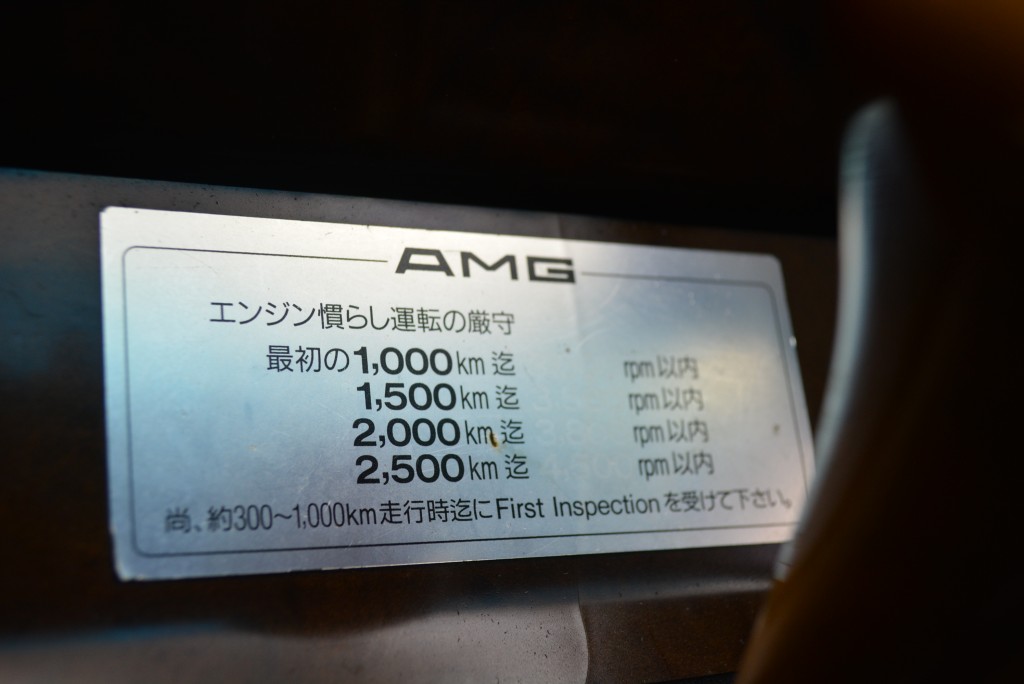 AMG
エンジン慣らし運転の厳守
最初の1,000km迄 rpm以内
1,500km迄 rpm以内
2,000km迄 rpm以内
2,500km迄 rpm以内
尚、約300~1,000km走行時迄にFirst Inspectionを受けて下さい。